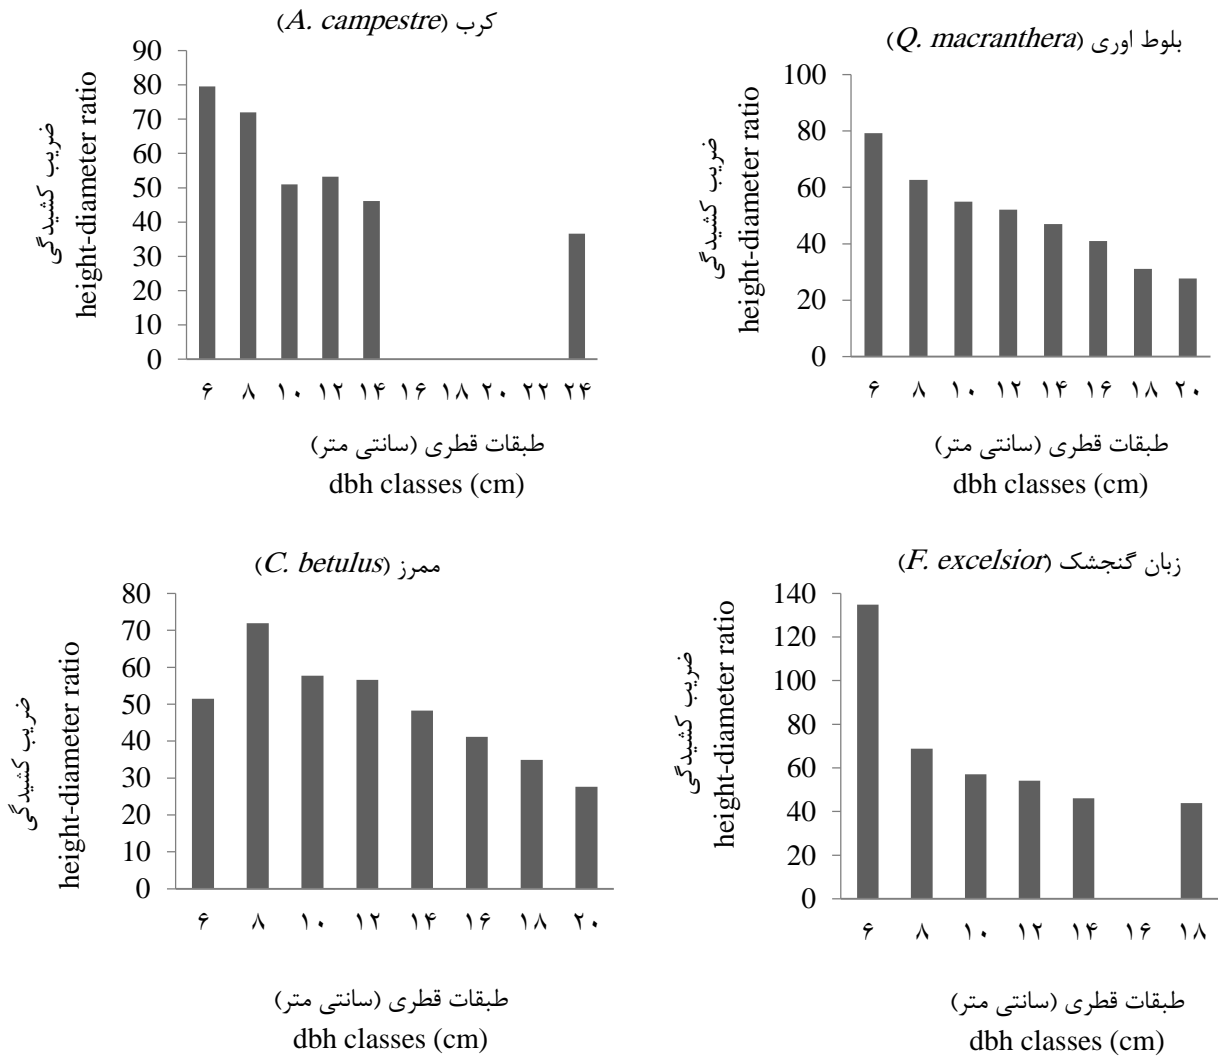 کرب (A. campestre)
90
80
70
60
50
40
30
20
10
0
ضریب کشیدگی
height-diameter ratio
۶ ۸ ۱۰ ۱۲ ۱۴ ۱۶ ۱۸ ۲۰ ۲۲ ۲۴
طبقات قطری (سانتی متر)
dbh classes (cm)
بلوط اوری (Q. macranthera)
100
80
60
40
20
0
ضریب کشیدگی
height-diameter ratio
۶ ۸ ۱۰ ۱۲ ۱۴ ۱۶ ۱۸ ۲۰
طبقات قطری (سانتی متر)
dbh classes (cm)
ممرز (C. betulus)
80
70
60
50
40
30
20
10
0
ضریب کشیدگی
height-diameter ratio
۶ ۸ ۱۰ ۱۲ ۱۴ ۱۶ ۱۸ ۲۰
طبقات قطری (سانتی متر)
dbh classes (cm)
زبان گنجشک (F. excelsior)
140
120
100
80
60
40
20
0
ضریب کشیدگی
height-diameter ratio
۶ ۸ ۱۰ ۱۲ ۱۴ ۱۶ ۱۸
طبقات قطری (سانتی متر)
dbh classes (cm)